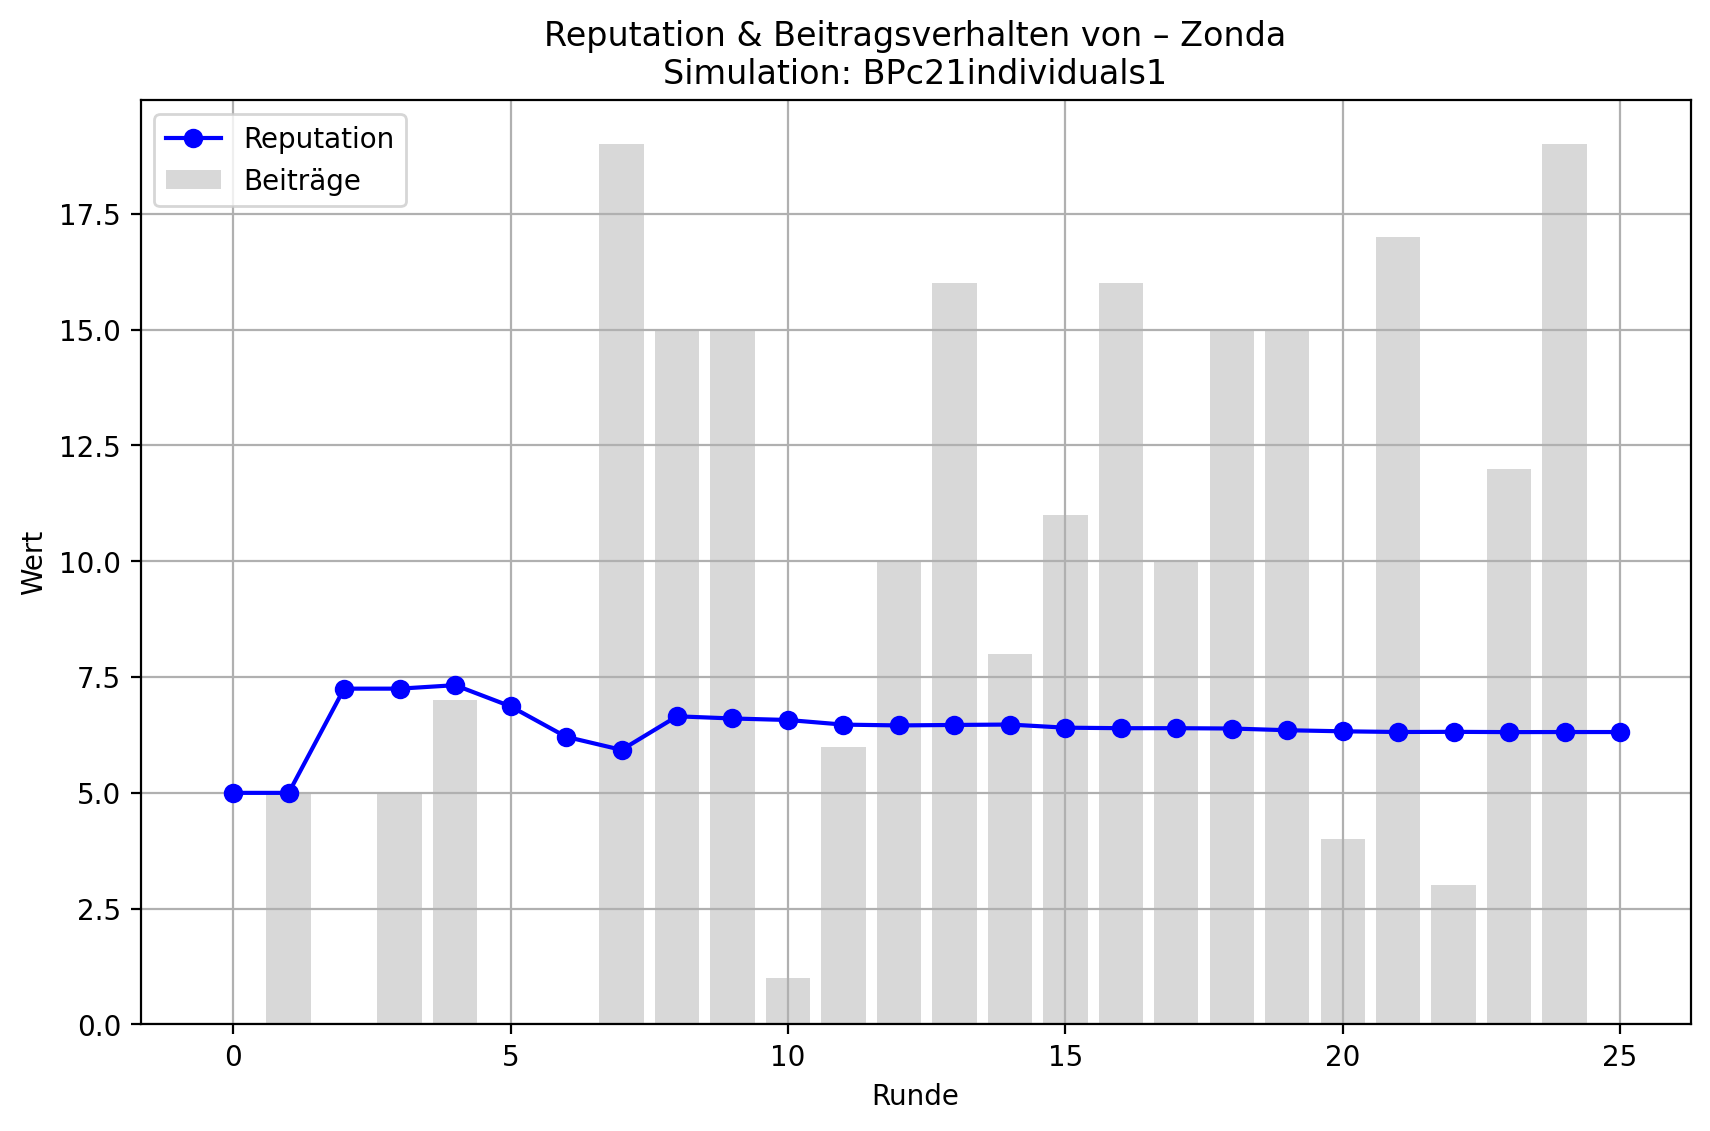 Reputation & Beitragsverhalten von – Zonda
Simulation: BPc21individuals1
Reputation
Beiträge
17.5
15.0
12.5
10.0
7.5
5.0
2.5
0.0
Wert
0 5 10 15 20 25
Runde